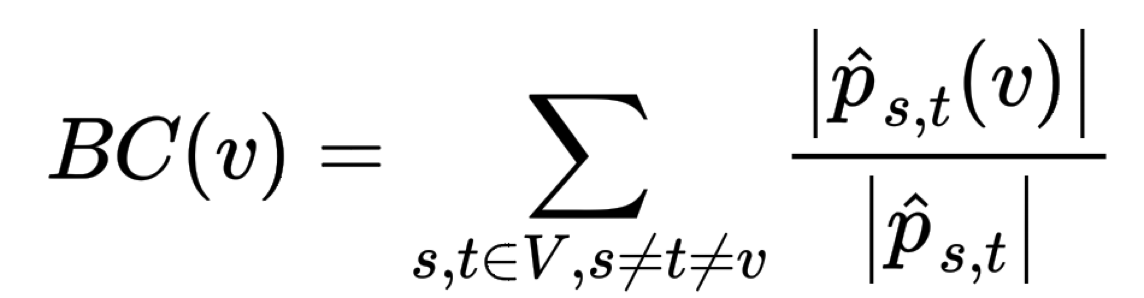 BC(v) = \sum_{s,t \in V, s \neq t \neq v} \frac{|\hat{p}_{s,t}(v)|}{|\hat{p}_{s,t}|}